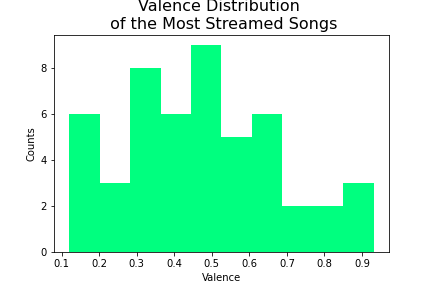 Valence Distribution
of the Most Streamed Songs
Counts
8
6
4
2
0
0.1 0.2 0.3 0.4 0.5 0.6 0.7 0.8 0.9
Valence